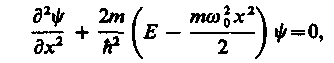 ∂²ψ/∂x² + 2m/ħ² (E − mω₀²x²/2) ψ=0,